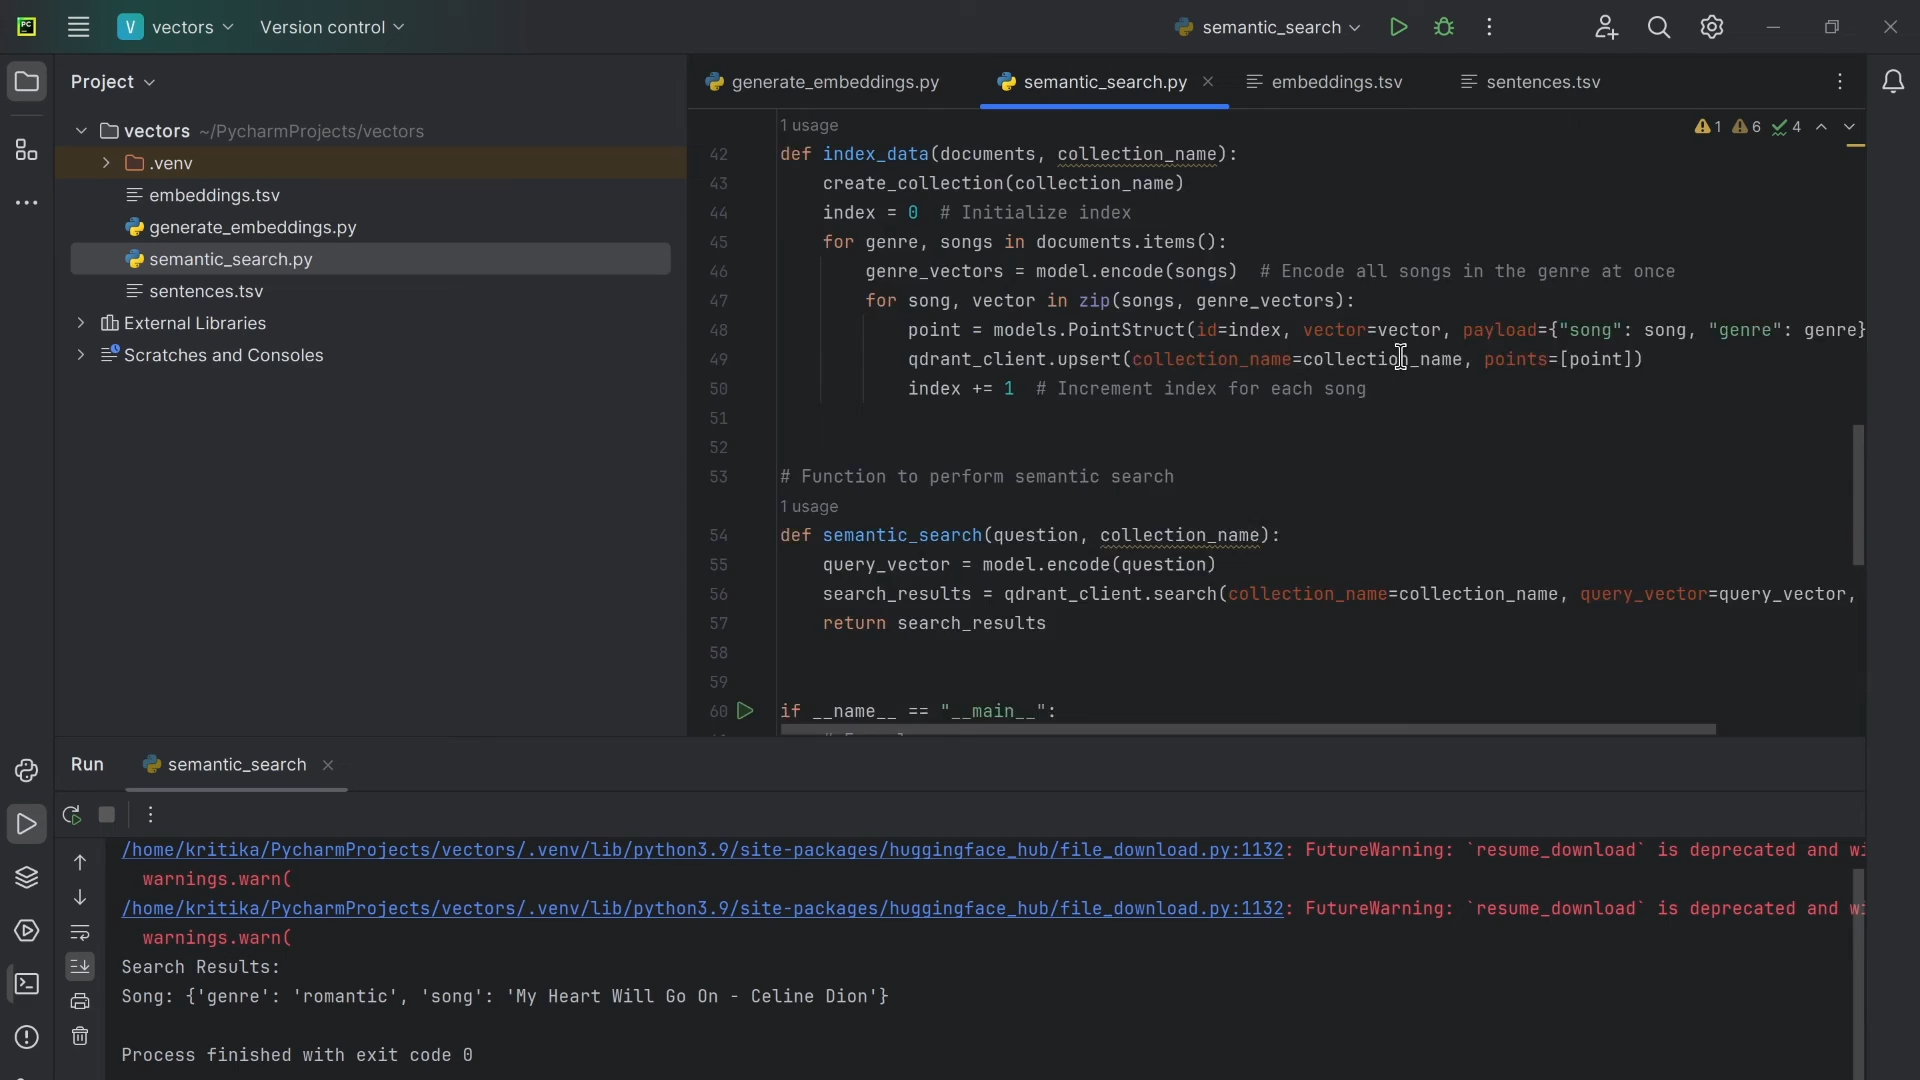 PC
V vectors
Version control
semantic_search
Project
vectors ~/PycharmProjects/vectors
.venv
embeddings.tsv
generate_embeddings.py
semantic_search.py
sentences.tsv
External Libraries
Scratches and Consoles
generate_embeddings.py
semantic_search.py
embeddings.tsv
sentences.tsv
1 6 4
1 usage
42 def index_data(documents, collection_name):
43 create_collection(collection_name)
44 index = 0 # Initialize index
45 for genre, songs in documents.items():
46 genre_vectors = model.encode(songs) # Encode all songs in the genre at once
47 for song, vector in zip(songs, genre_vectors):
48 point = models.PointStruct(id=index, vector=vector, payload={"song": song, "genre": genre}
49 qdrant_client.upsert(collection_name=collection_name, points=[point])
50 index += 1 # Increment index for each song
51
52
53 # Function to perform semantic search
1 usage
54 def semantic_search(question, collection_name):
55 query_vector = model.encode(question)
56 search_results = qdrant_client.search(collection_name=collection_name, query_vector=query_vector,
57 return search_results
58
59
60 if __name__ == "__main__":
Run
semantic_search
/home/kritika/PycharmProjects/vectors/.venv/lib/python3.9/site-packages/huggingface_hub/file_download.py:1132: FutureWarning: `resume_download` is deprecated and wi
warnings.warn(
/home/kritika/PycharmProjects/vectors/.venv/lib/python3.9/site-packages/huggingface_hub/file_download.py:1132: FutureWarning: `resume_download` is deprecated and wi
warnings.warn(
Search Results:
Song: {'genre': 'romantic', 'song': 'My Heart Will Go On - Celine Dion'}
Process finished with exit code 0